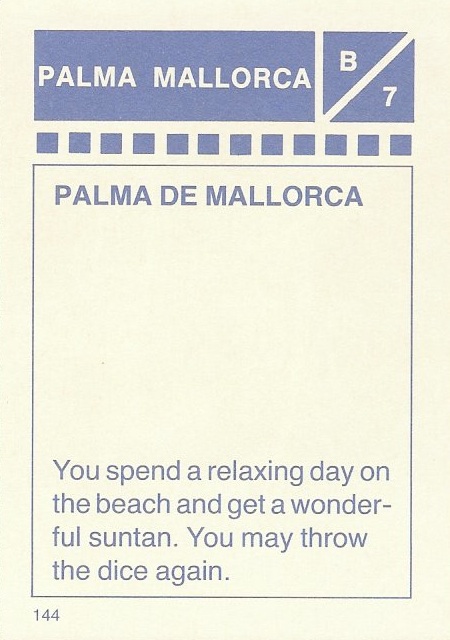 PALMA MALLORCA
B
7
PALMA DE MALLORCA
You spend a relaxing day on
the beach and get a wonder-
ful suntan. You may throw
the dice again.
144